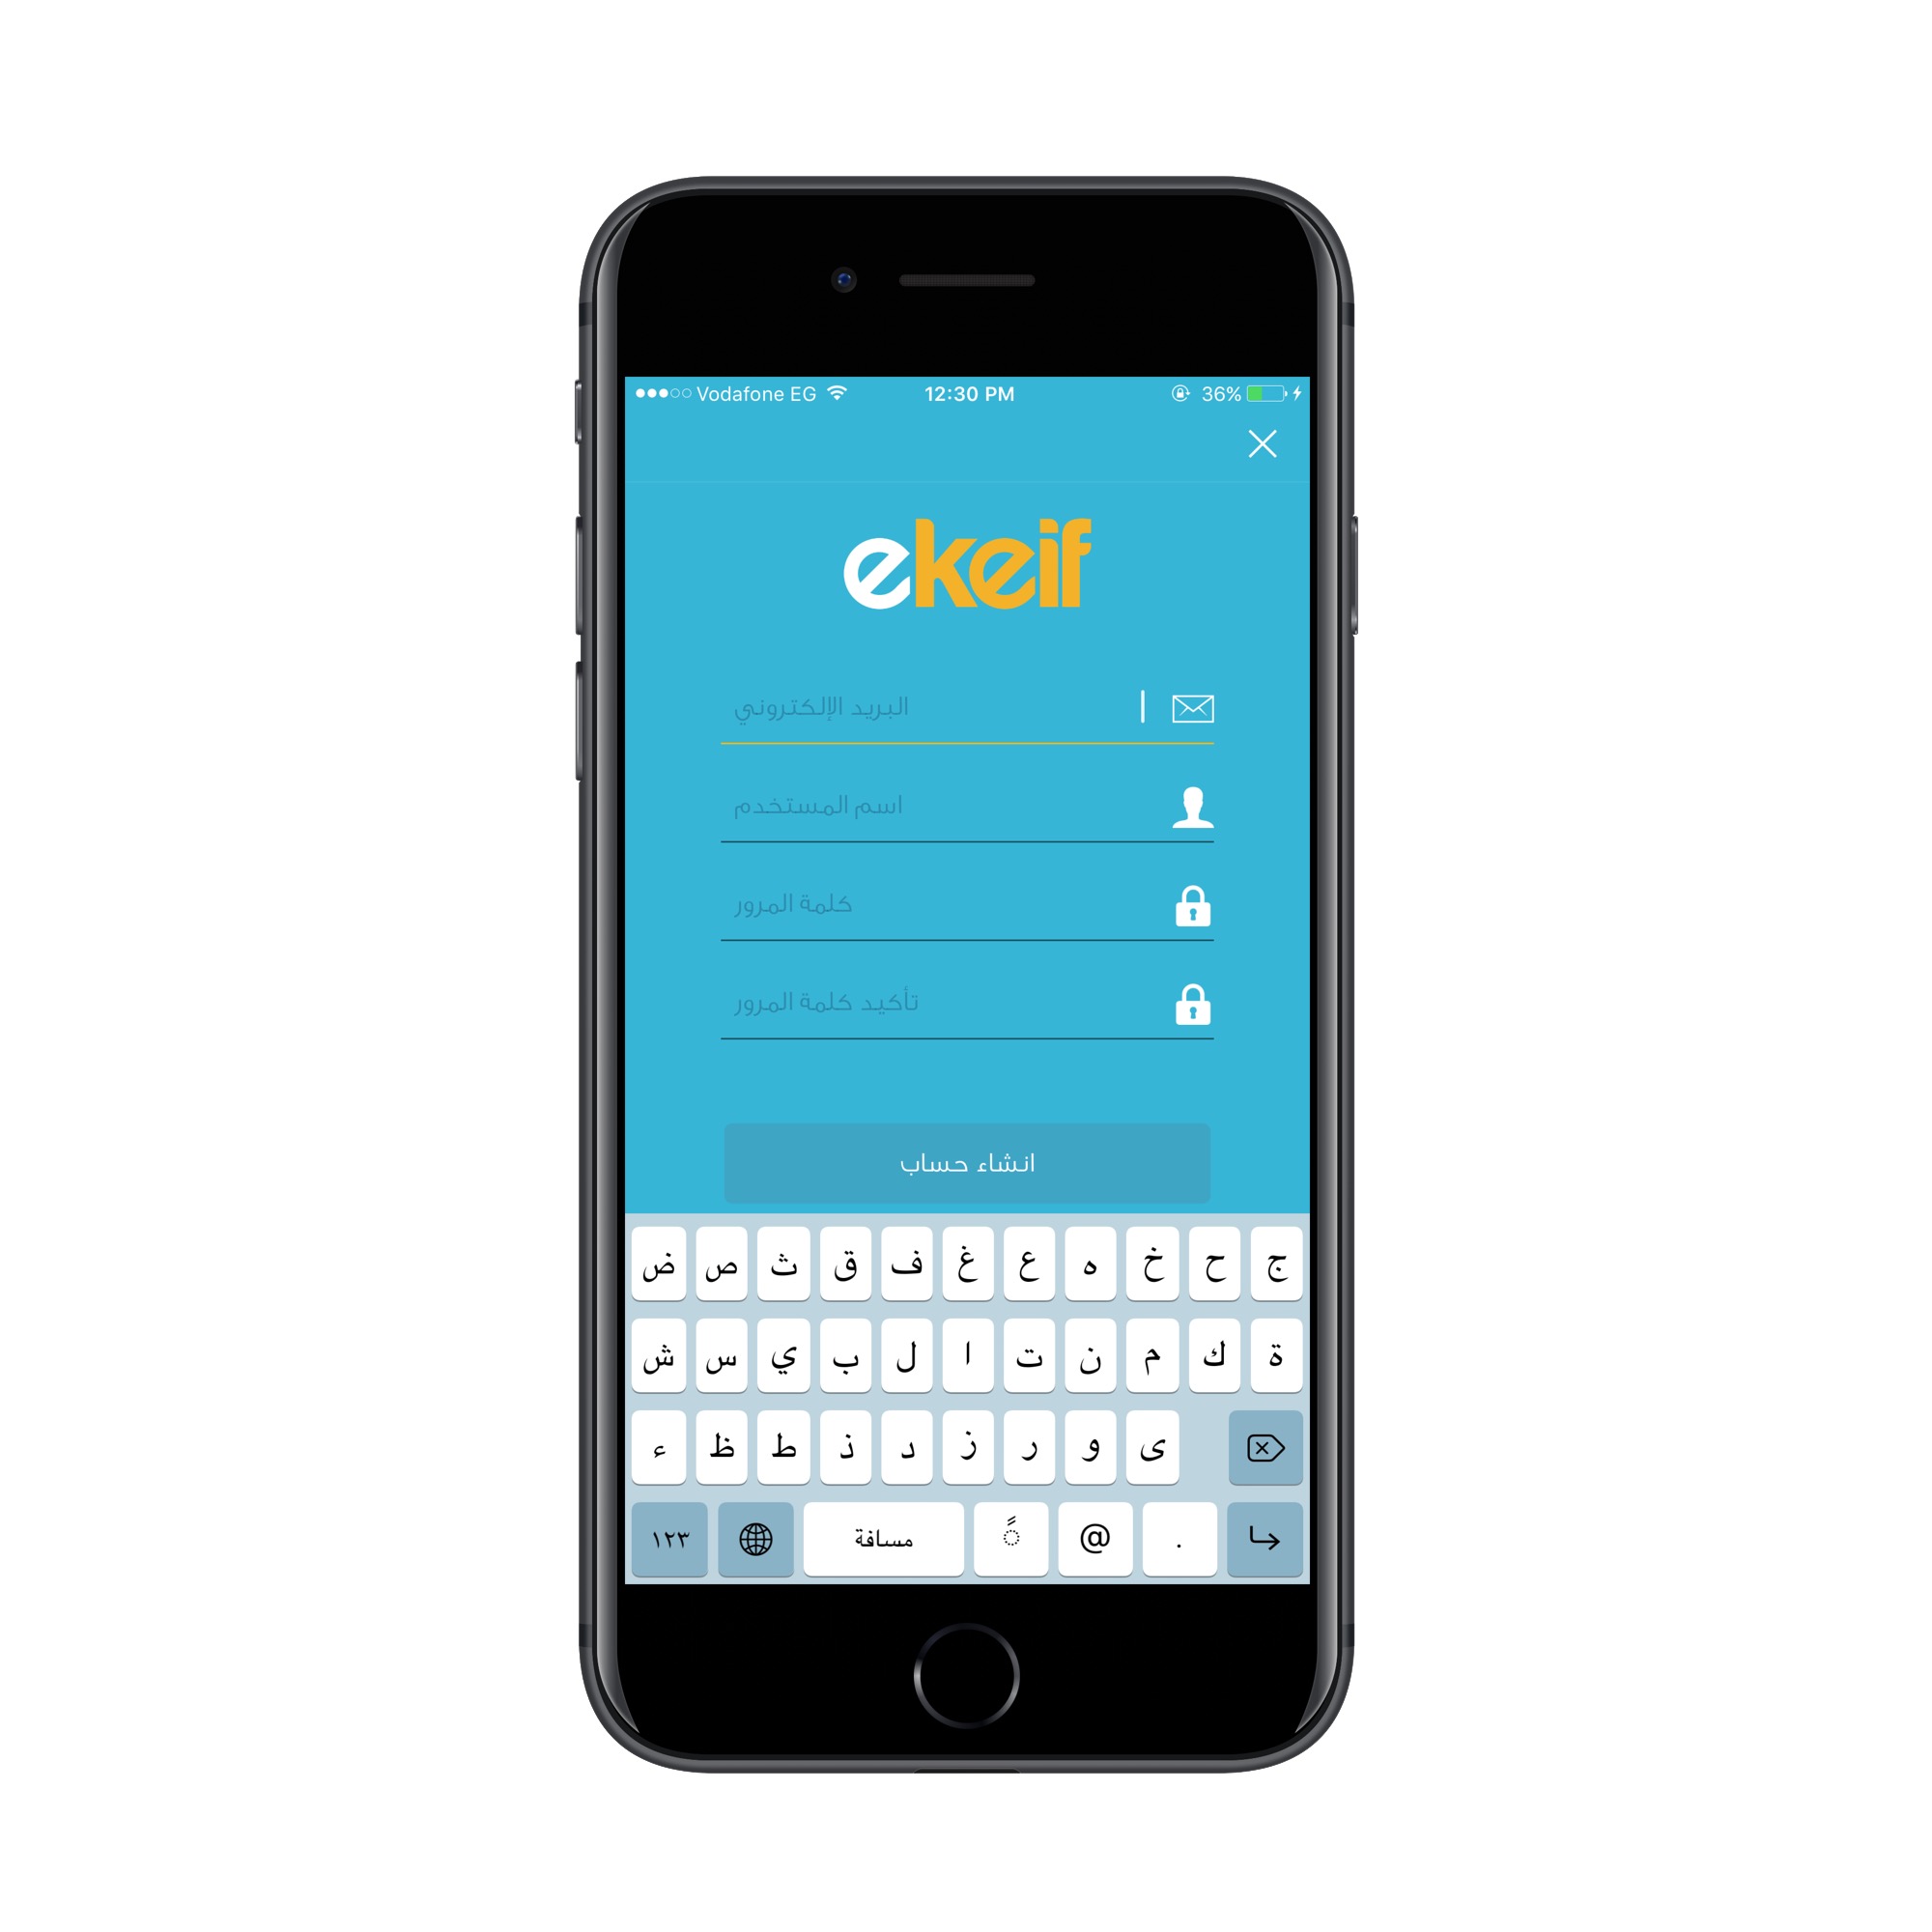 Vodafone EG 12:30 PM 36%
ekeif
البريد الإلكتروني
اسم المستخدم
كلمة المرور
تأكيد كلمة المرور
انشاء حساب
ض ص ث ق ف غ ع ه خ ح ج
ش س ي ب ل ا ت ن م ك ة
ء ظ ط ذ د ز ر و ى
١٢٣ مسافة ً @ .